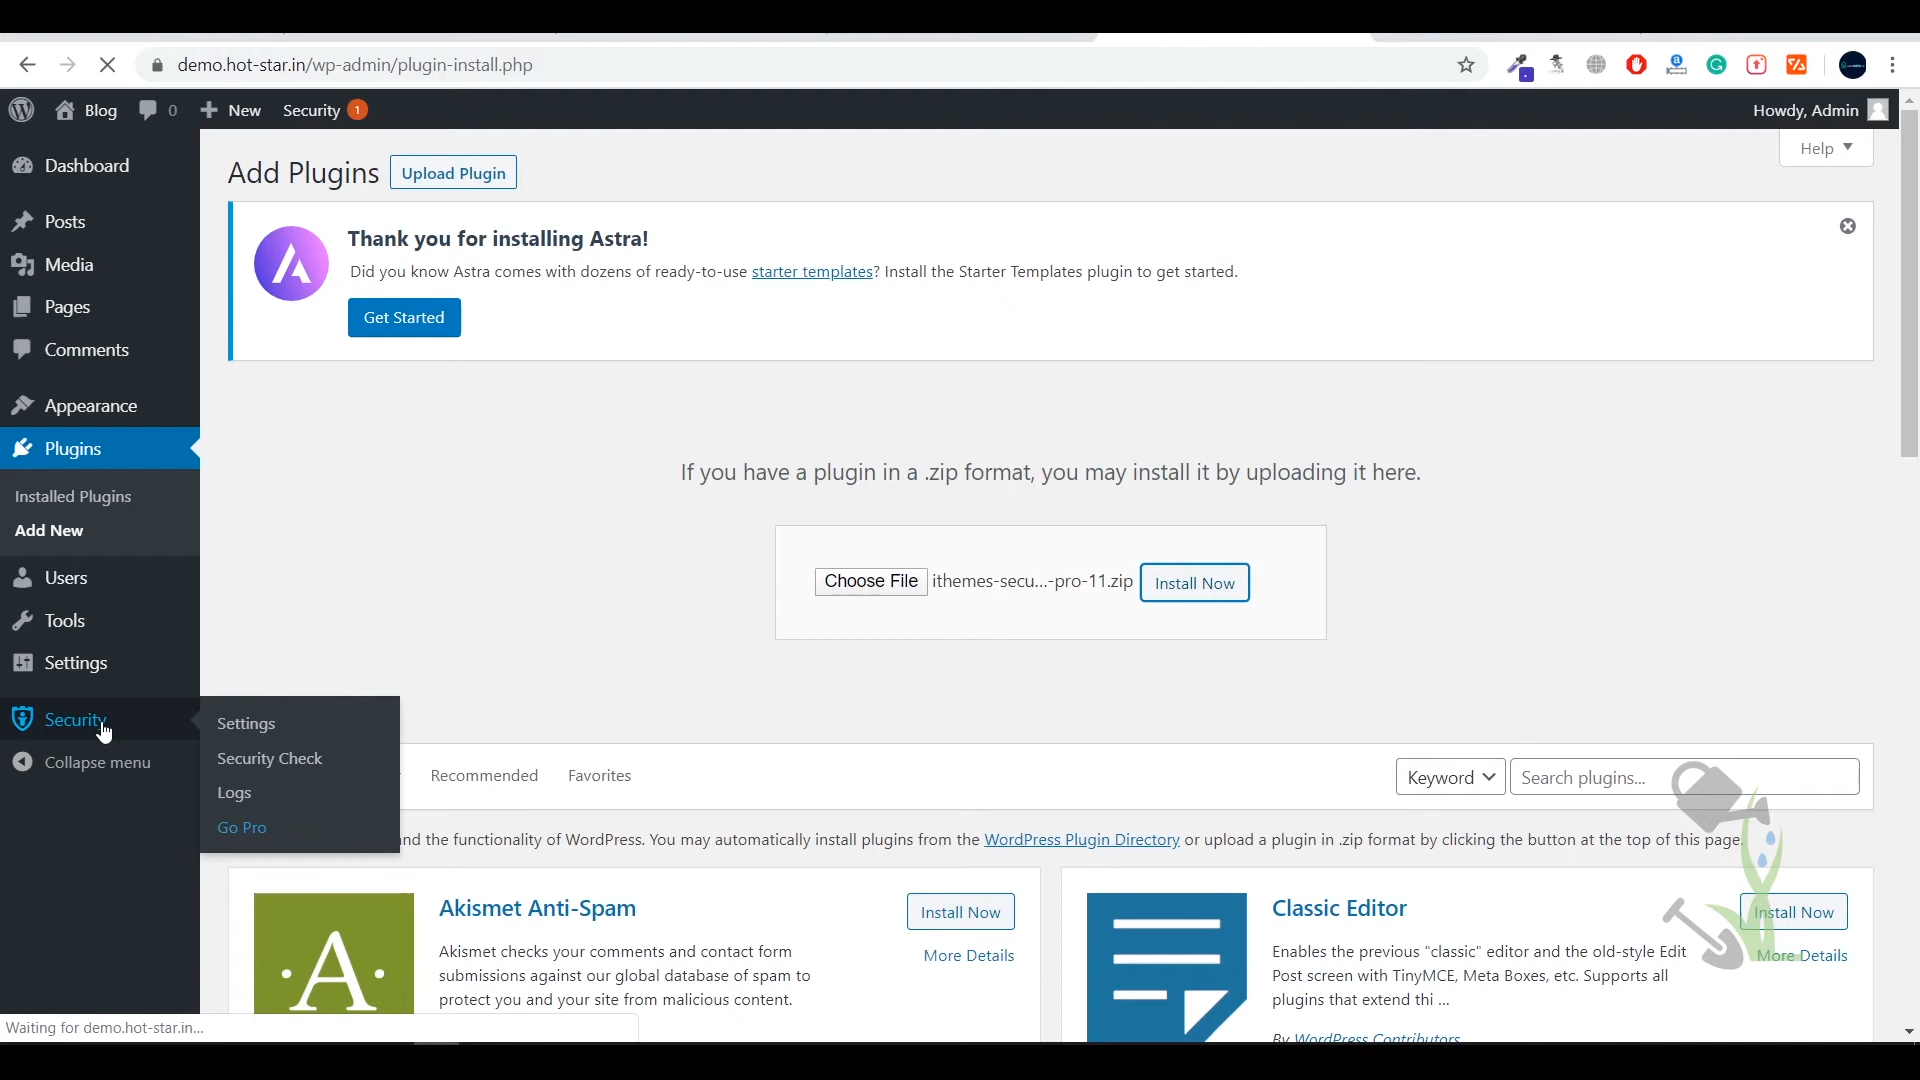 demo.hot-star.in/wp-admin/plugin-install.php
Blog
0
New
Security
1
Howdy, Admin
Help
Dashboard
Posts
Media
Pages
Comments
Appearance
Plugins
Installed Plugins
Add New
Users
Tools
Settings
Security
Collapse menu
Settings
Security Check
Logs
Go Pro
Add Plugins
Upload Plugin
Thank you for installing Astra!
Did you know Astra comes with dozens of ready-to-use starter templates? Install the Starter Templates plugin to get started.
Get Started
If you have a plugin in a .zip format, you may install it by uploading it here.
Choose File
ithemes-secu...-pro-11.zip
Install Now
Recommended
Favorites
Keyword
Search plugins...
and the functionality of WordPress. You may automatically install plugins from the WordPress Plugin Directory or upload a plugin in .zip format by clicking the button at the top of this page.
A
Akismet Anti-Spam
Install Now
More Details
Akismet checks your comments and contact form
submissions against our global database of spam to
protect you and your site from malicious content.
Classic Editor
Install Now
More Details
Enables the previous "classic" editor and the old-style Edit
Post screen with TinyMCE, Meta Boxes, etc. Supports all
plugins that extend thi ...
By WordPress Contributors
Waiting for demo.hot-star.in...